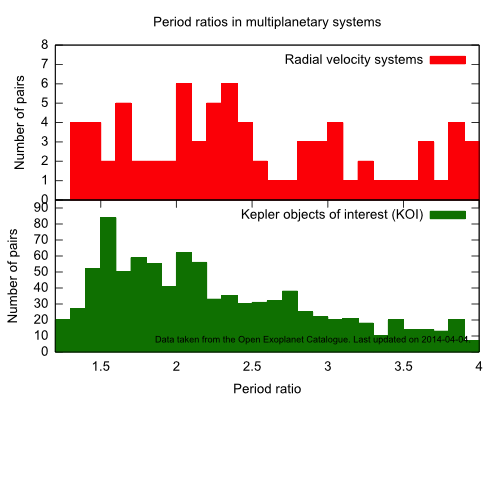 Period ratios in multiplanetary systems
Number of pairs
8
7
6
5
4
3
2
1
0
Radial velocity systems
Number of pairs
90
80
70
60
50
40
30
20
10
0
Kepler objects of interest (KOI)
Data taken from the Open Exoplanet Catalogue. Last updated on 2014-04-04.
1.5 2 2.5 3 3.5 4
Period ratio